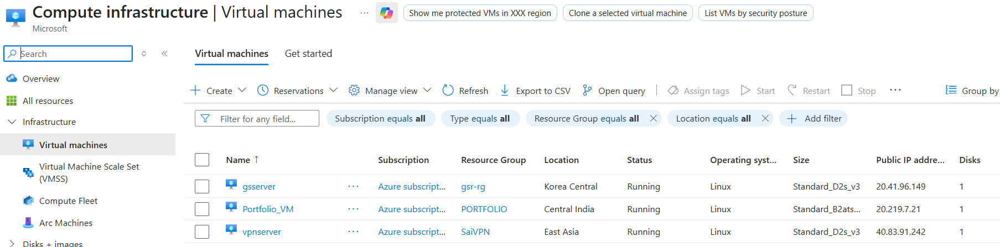 Compute infrastructure | Virtual machines ...
Show me protected VMs in XXX region
Clone a selected virtual machine
List VMs by security posture
Microsoft
Search
Overview
All resources
Infrastructure
Virtual machines
Virtual Machine Scale Set
(VMSS)
Compute Fleet
Arc Machines
Disks + images
Virtual machines Get started
Create Reservations Manage view Refresh Export to CSV Open query Assign tags Start Restart Stop ... Group by
Filter for any field... Subscription equals all Type equals all Resource Group equals all Location equals all Add filter
Name ↑ Subscription Resource Group Location Status Operating syst... Size Public IP addre... Disks
gsserver ... Azure subscript... gsr-rg Korea Central Running Linux Standard_D2s_v3 20.41.96.149 1
Portfolio_VM ... Azure subscript... PORTFOLIO Central India Running Linux Standard_B2ats... 20.219.7.21 1
vpnserver ... Azure subscript... SaiVPN East Asia Running Linux Standard_D2s_v3 40.83.91.242 1